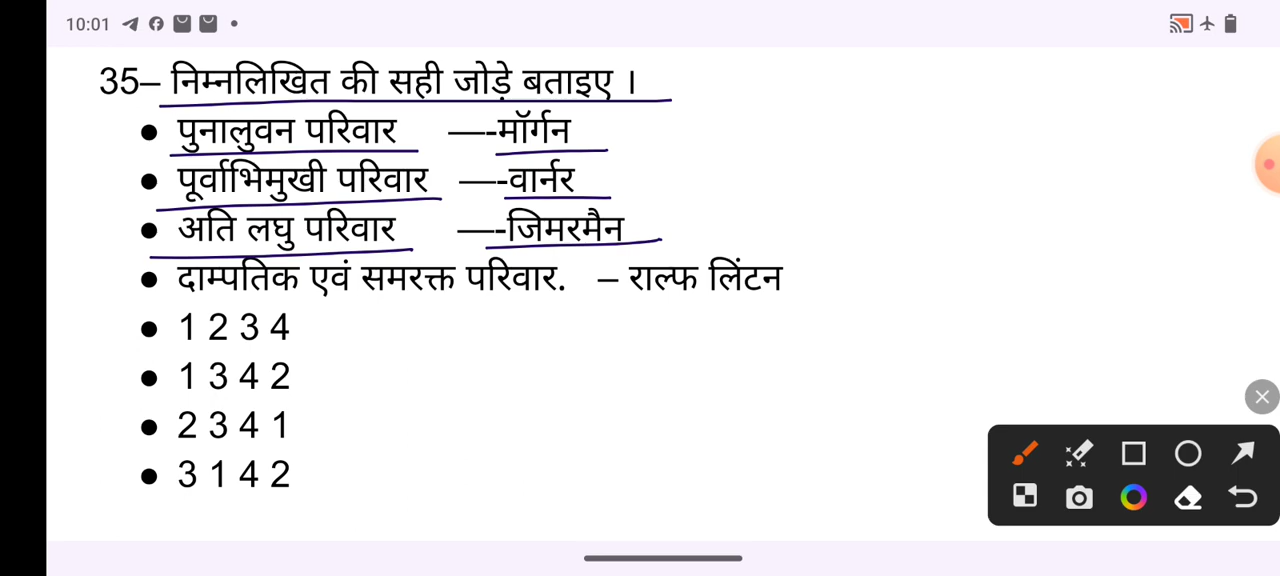 10:01
35– निम्नलिखित की सही जोड़े बताइए ।
● पुनालुवन परिवार —-मॉर्गन
● पूर्वाभिमुखी परिवार —-वार्नर
● अति लघु परिवार —-जिमरमैन
● दाम्पतिक एवं समरक्त परिवार. – राल्फ लिंटन
● 1 2 3 4
● 1 3 4 2
● 2 3 4 1
● 3 1 4 2